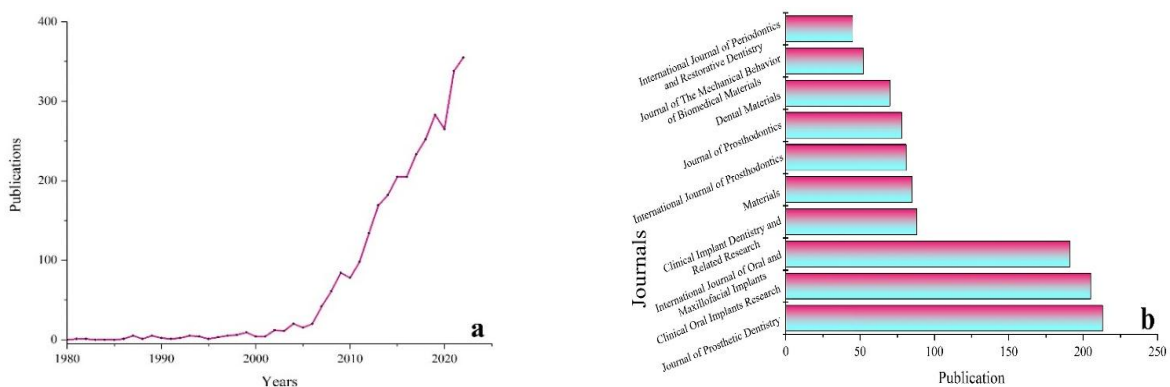 400
300
200
100
0
Publications
1980
1990
2000
2010
2020
Years
a
Journals
International Journal of Periodontics
and Restorative Dentistry
Journal of The Mechanical Behavior
of Biomedical Materials
Dental Materials
Journal of Prosthodontics
International Journal of Prosthodontics
Materials
Clinical Implant Dentistry and
Related Research
International Journal of Oral and
Maxillofacial Implants
Clinical Oral Implants Research
Journal of Prosthetic Dentistry
0
50
100
150
200
250
Publication
b